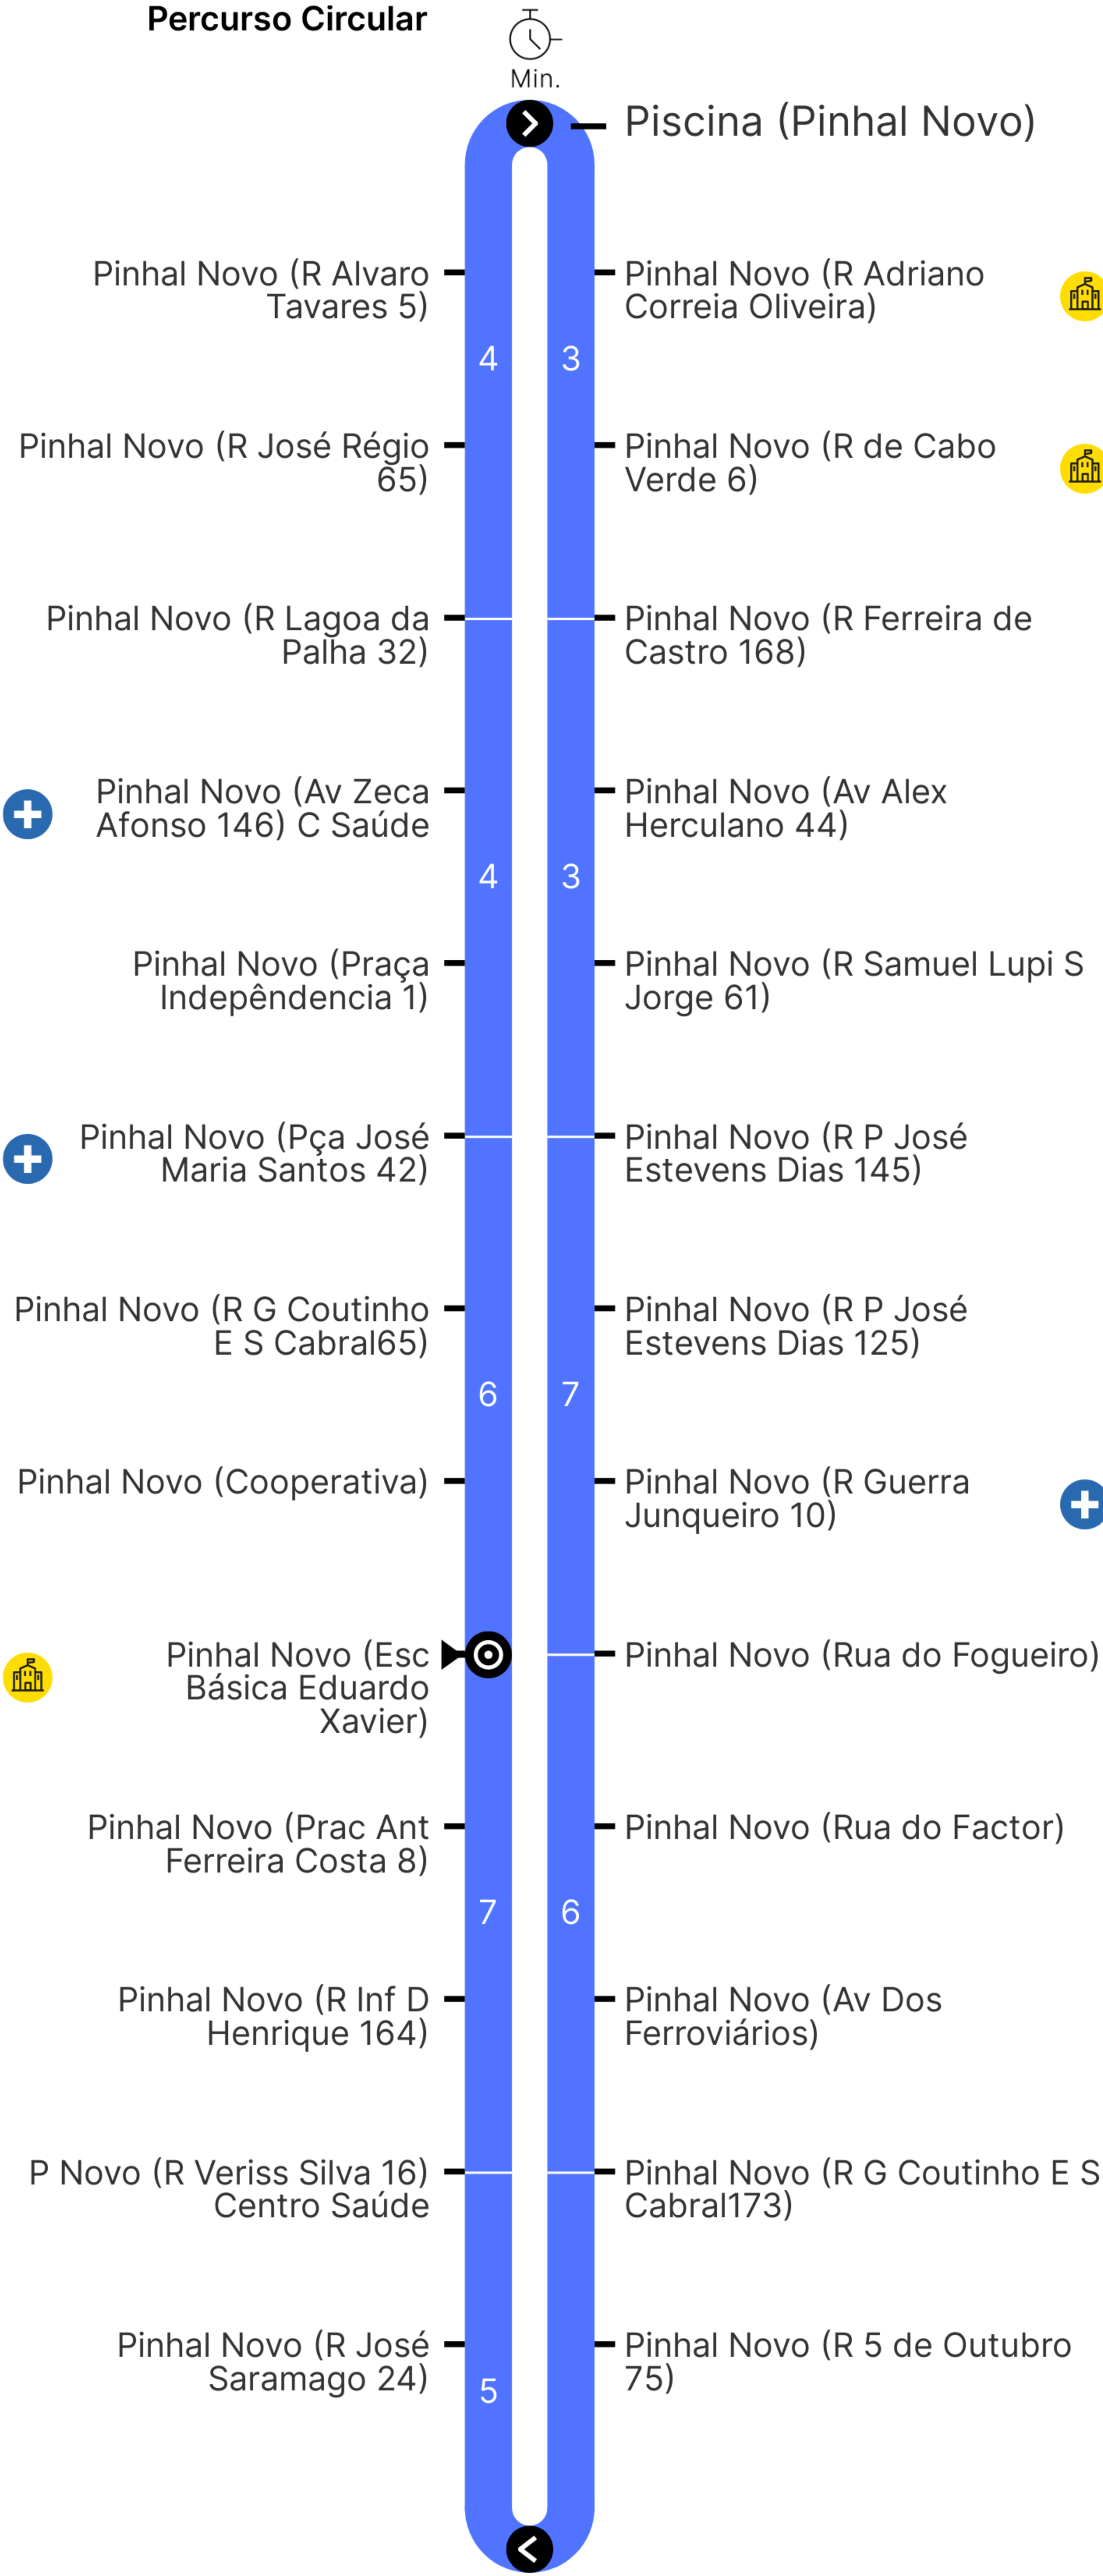 Percurso Circular
Min.
Piscina (Pinhal Novo)
Pinhal Novo (R Alvaro
Tavares 5)
Pinhal Novo (R Adriano
Correia Oliveira)
4
3
Pinhal Novo (R José Régio
65)
Pinhal Novo (R de Cabo
Verde 6)
Pinhal Novo (R Lagoa da
Palha 32)
Pinhal Novo (R Ferreira de
Castro 168)
Pinhal Novo (Av Zeca
Afonso 146) C Saúde
Pinhal Novo (Av Alex
Herculano 44)
4
3
Pinhal Novo (Praça
Indepêndencia 1)
Pinhal Novo (R Samuel Lupi S
Jorge 61)
Pinhal Novo (Pça José
Maria Santos 42)
Pinhal Novo (R P José
Estevens Dias 145)
Pinhal Novo (R G Coutinho
E S Cabral65)
Pinhal Novo (R P José
Estevens Dias 125)
6
7
Pinhal Novo (Cooperativa)
Pinhal Novo (R Guerra
Junqueiro 10)
Pinhal Novo (Esc
Básica Eduardo
Xavier)
Pinhal Novo (Rua do Fogueiro)
Pinhal Novo (Prac Ant
Ferreira Costa 8)
Pinhal Novo (Rua do Factor)
7
6
Pinhal Novo (R Inf D
Henrique 164)
Pinhal Novo (Av Dos
Ferroviários)
P Novo (R Veriss Silva 16)
Centro Saúde
Pinhal Novo (R G Coutinho E S
Cabral173)
Pinhal Novo (R José
Saramago 24)
Pinhal Novo (R 5 de Outubro
75)
5